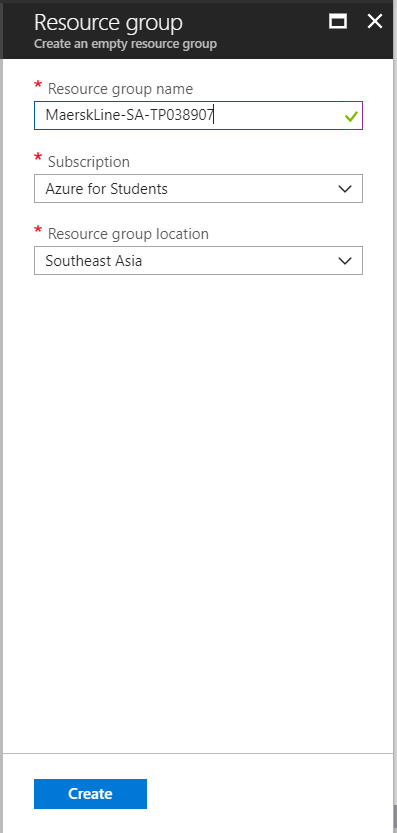 Resource group
Create an empty resource group
* Resource group name
MaerskLine-SA-TP038907
* Subscription
Azure for Students
* Resource group location
Southeast Asia
Create